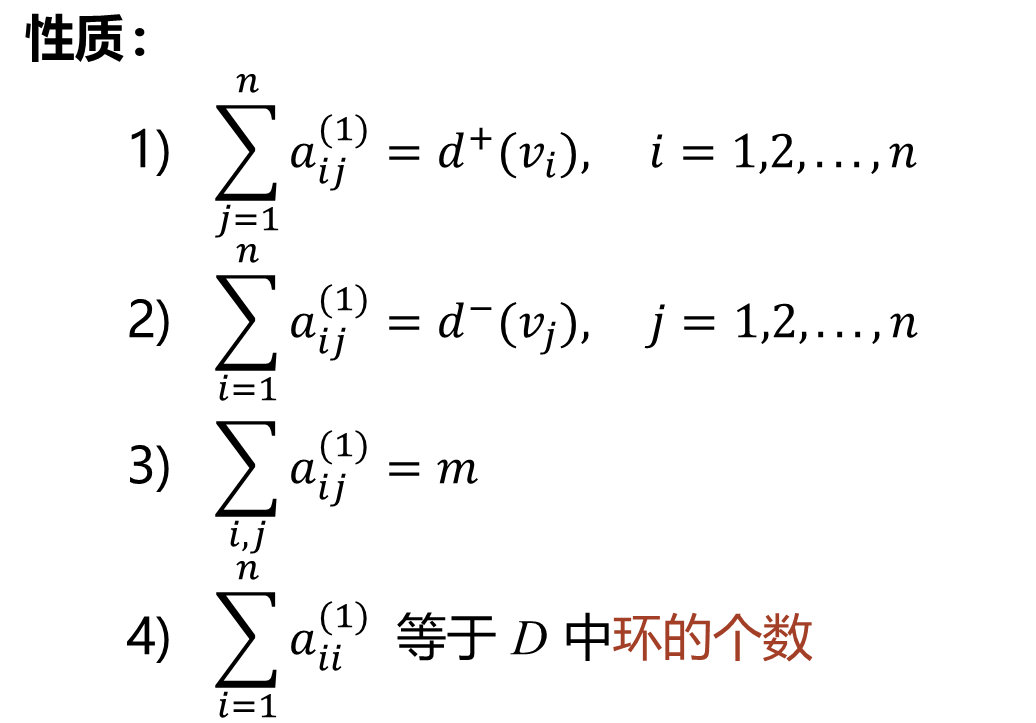 性质：
1) $\sum_{j=1}^{n} a_{ij}^{(1)} = d^{+}(v_i), \quad i = 1,2,\ldots,n$
2) $\sum_{i=1}^{n} a_{ij}^{(1)} = d^{-}(v_j), \quad j = 1,2,\ldots,n$
3) $\sum_{i,j} a_{ij}^{(1)} = m$
4) $\sum_{i=1}^{n} a_{ii}^{(1)}$ 等于 D 中环的个数